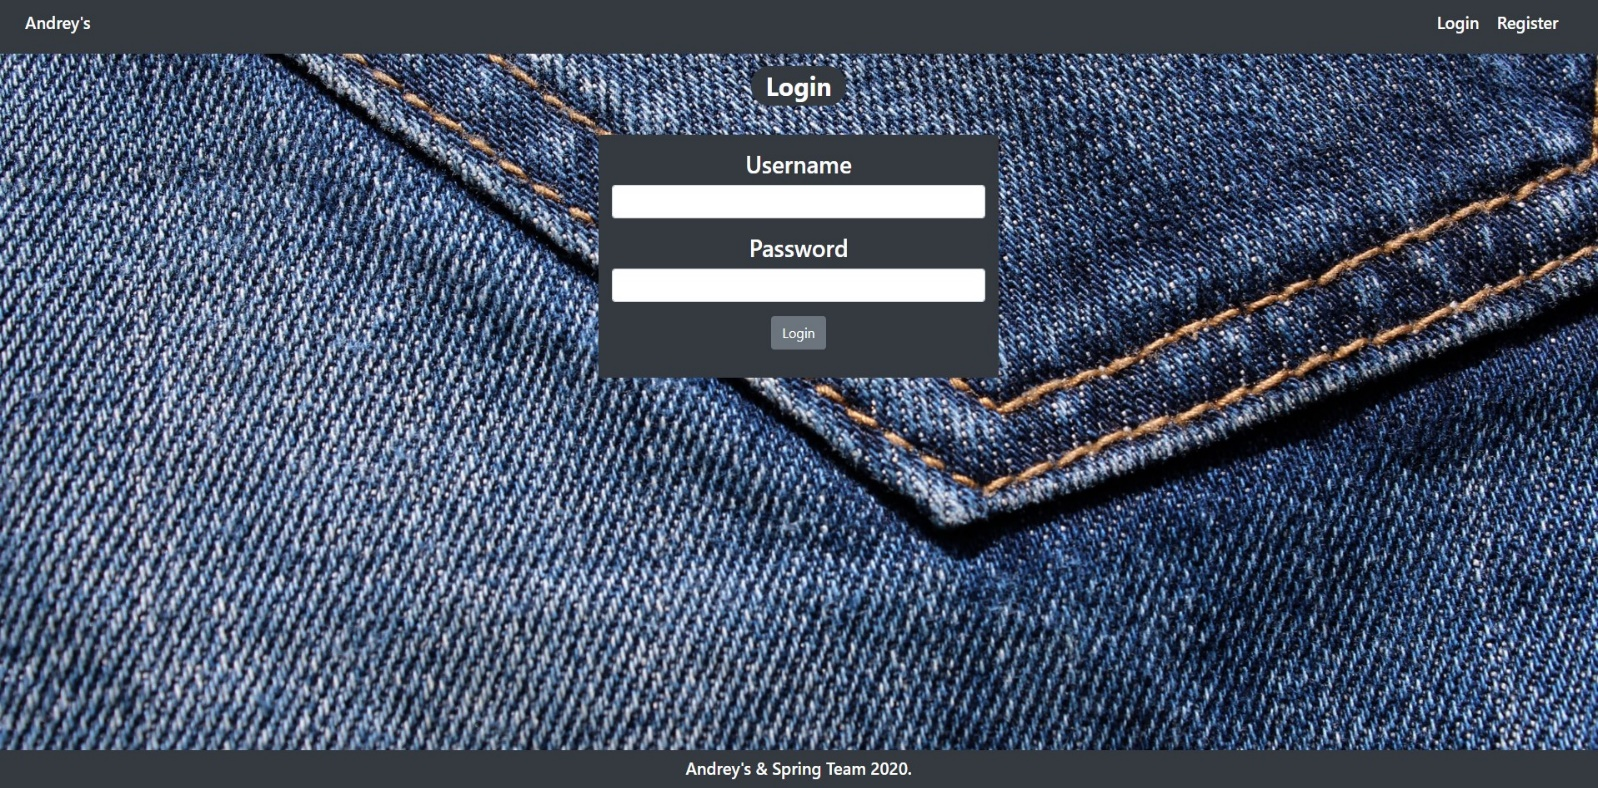 Andrey's
Login Register
Login
Username
Password
Login
Andrey's & Spring Team 2020.